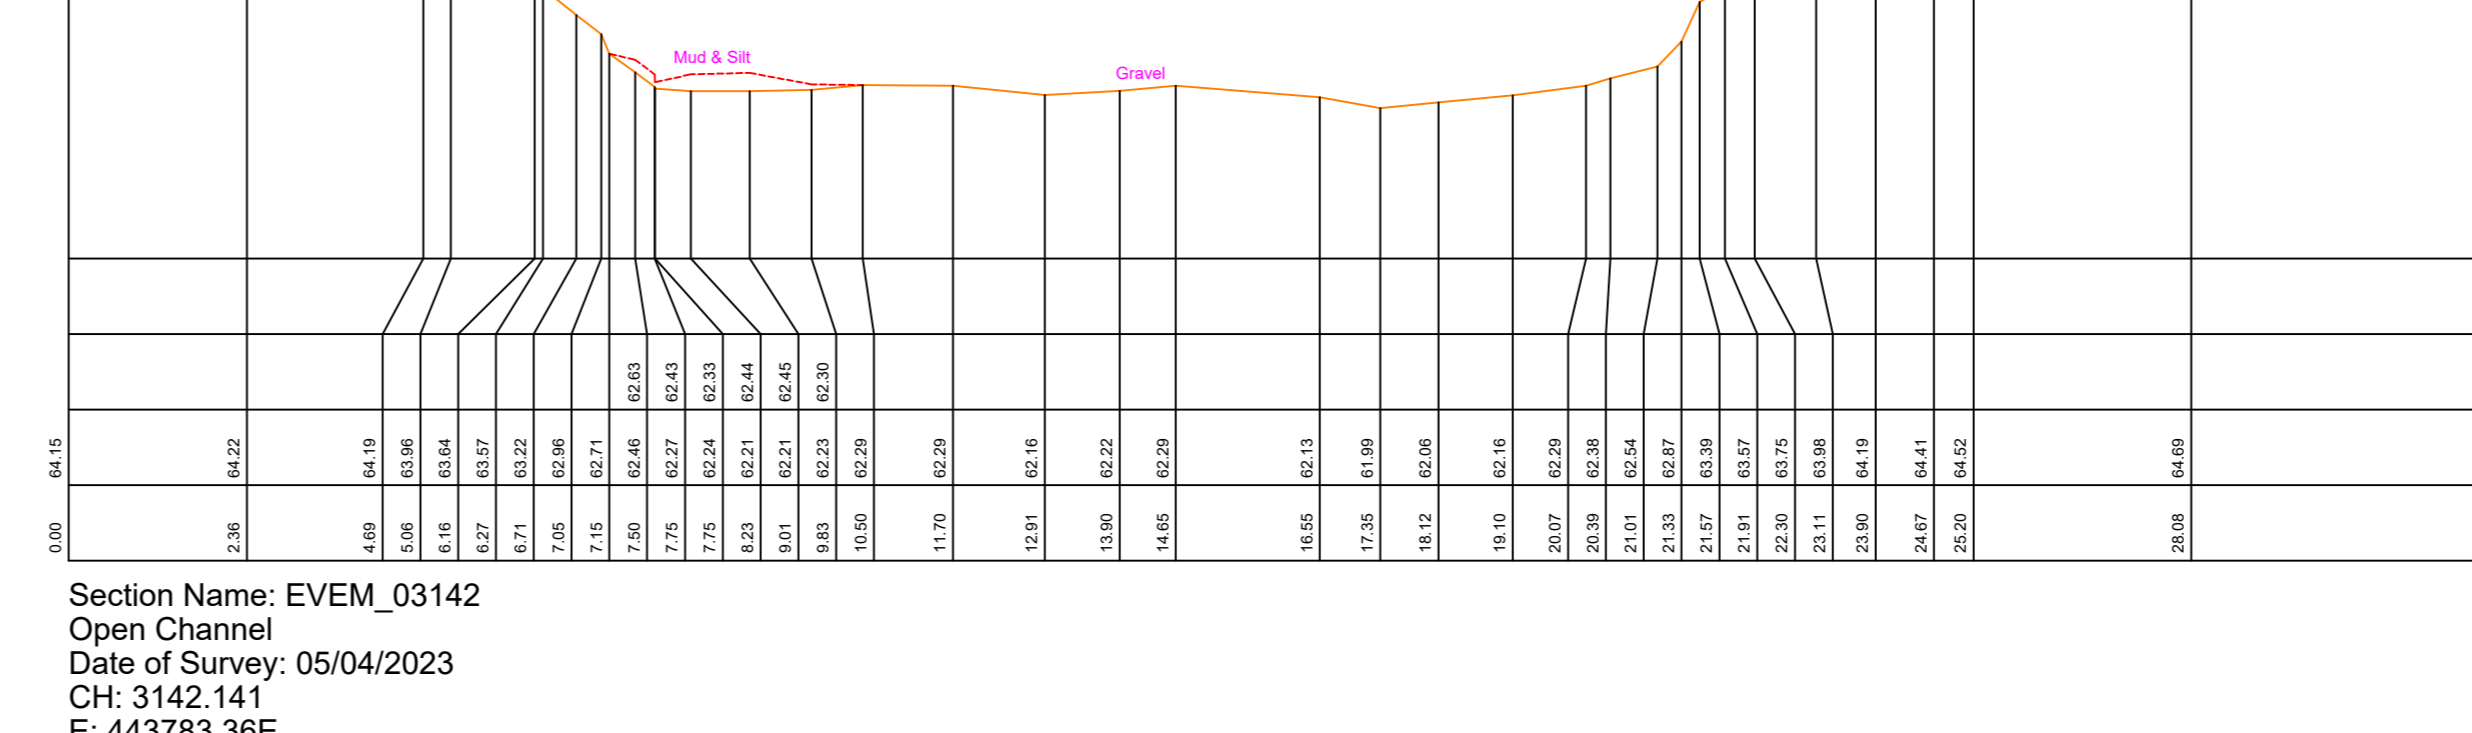 Mud & Silt
Gravel
62.63 62.43 62.33 62.44 62.45 62.30
64.15 64.22 64.19 63.96 63.64 63.57 63.22 62.96 62.71 62.46 62.27 62.24 62.21 62.21 62.23 62.29 62.29 62.16 62.22 62.29 62.13 61.99 62.06 62.16 62.29 62.38 62.54 62.87 63.39 63.57 63.75 63.98 64.19 64.41 64.52 64.69
0.00 2.36 4.69 5.06 6.16 6.27 6.71 7.05 7.15 7.50 7.75 7.75 8.23 9.01 9.83 10.50 11.70 12.91 13.90 14.65 16.55 17.35 18.12 19.10 20.07 20.39 21.01 21.33 21.57 21.91 22.30 23.11 23.90 24.67 25.20 28.08
Section Name: EVEM_03142
Open Channel
Date of Survey: 05/04/2023
CH: 3142.141
E: 443783.36E